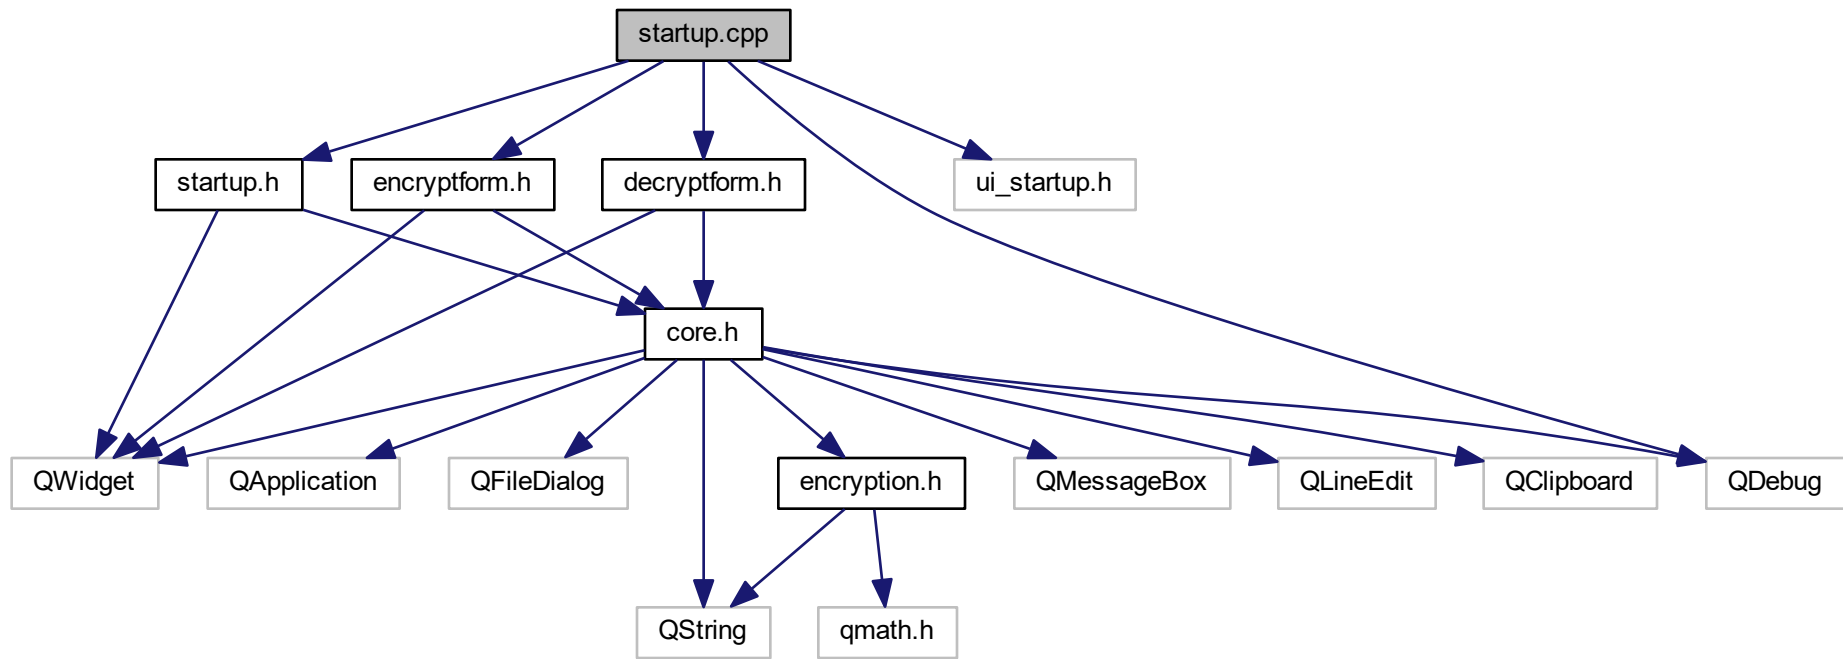 startup.cpp
startup.h
encryptform.h
decryptform.h
ui_startup.h
core.h
QWidget
QApplication
QFileDialog
encryption.h
QMessageBox
QLineEdit
QClipboard
QDebug
QString
qmath.h